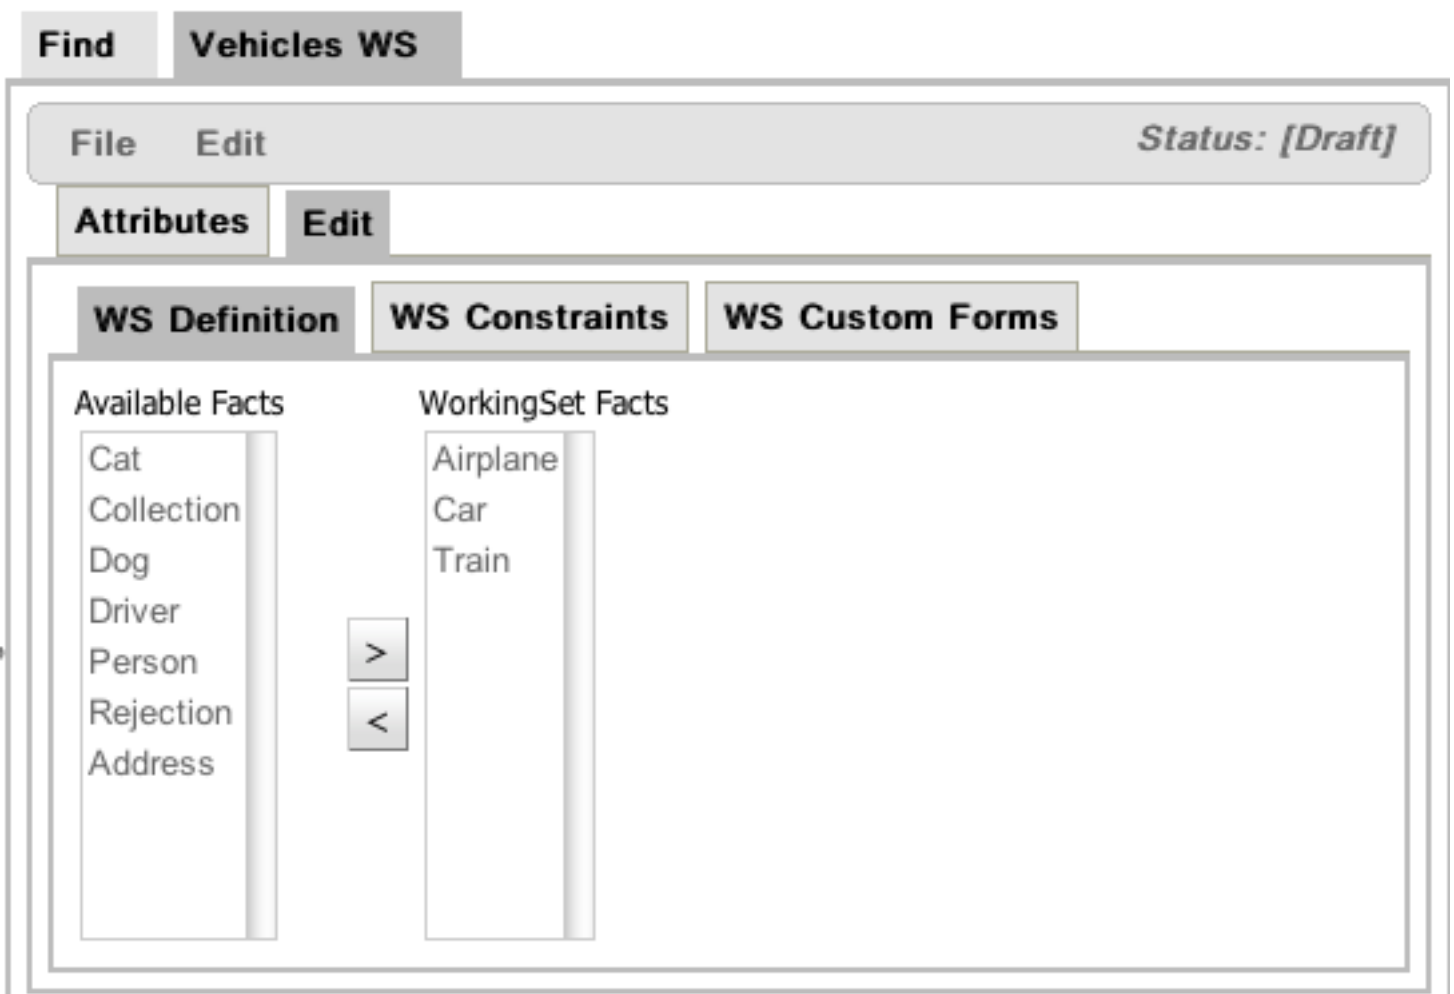 Find Vehicles WS
File Edit Status: [Draft]
Attributes Edit
WS Definition WS Constraints WS Custom Forms
Available Facts WorkingSet Facts
Cat Airplane
Collection Car
Dog Train
Driver
Person
>
Rejection
<
Address